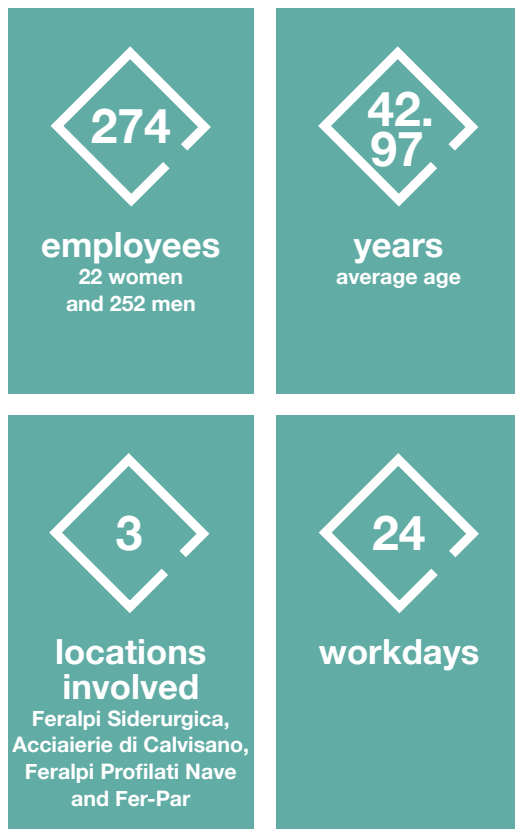 274
employees
22 women
and 252 men
42.
97
years
average age
3
locations
involved
Feralpi Siderurgica,
Acciaierie di Calvisano,
Feralpi Profilati Nave
and Fer-Par
24
workdays